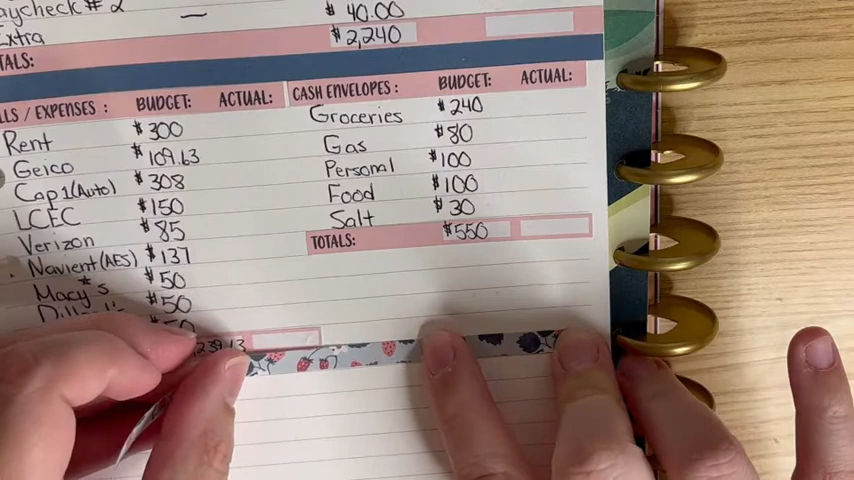 aycheck # 2 — $ 40.00
Extra $2,240
TALS:
LLS / EXPENSES : BUDGET: ACTUAL: CASH ENVELOPES : BUDGET: ACTUAL:
Rent $300 Groceries $240
Geico $109.63 Gas $80
Cap1(Auto) $308 Personal $100
LCEC $150 Food $100
Verizon $85 Salt $30
Navient(AES) $137 TOTALS: $550
Macy's $50
$50